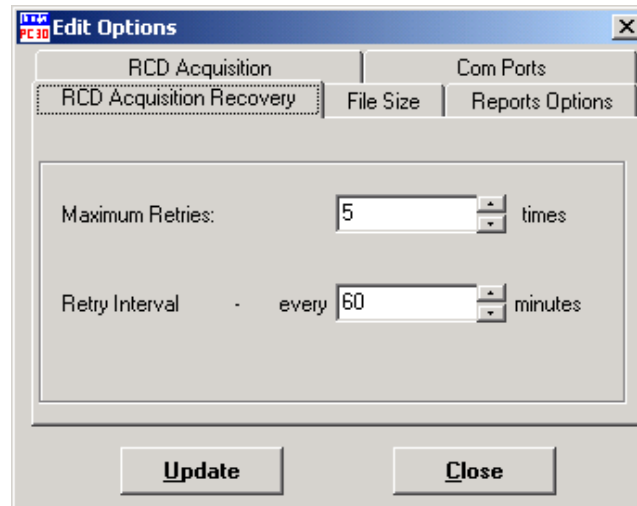 PC30 Edit Options
RCD Acquisition Com Ports
RCD Acquisition Recovery File Size Reports Options
Maximum Retries: 5 times
Retry Interval - every 60 minutes
Update Close